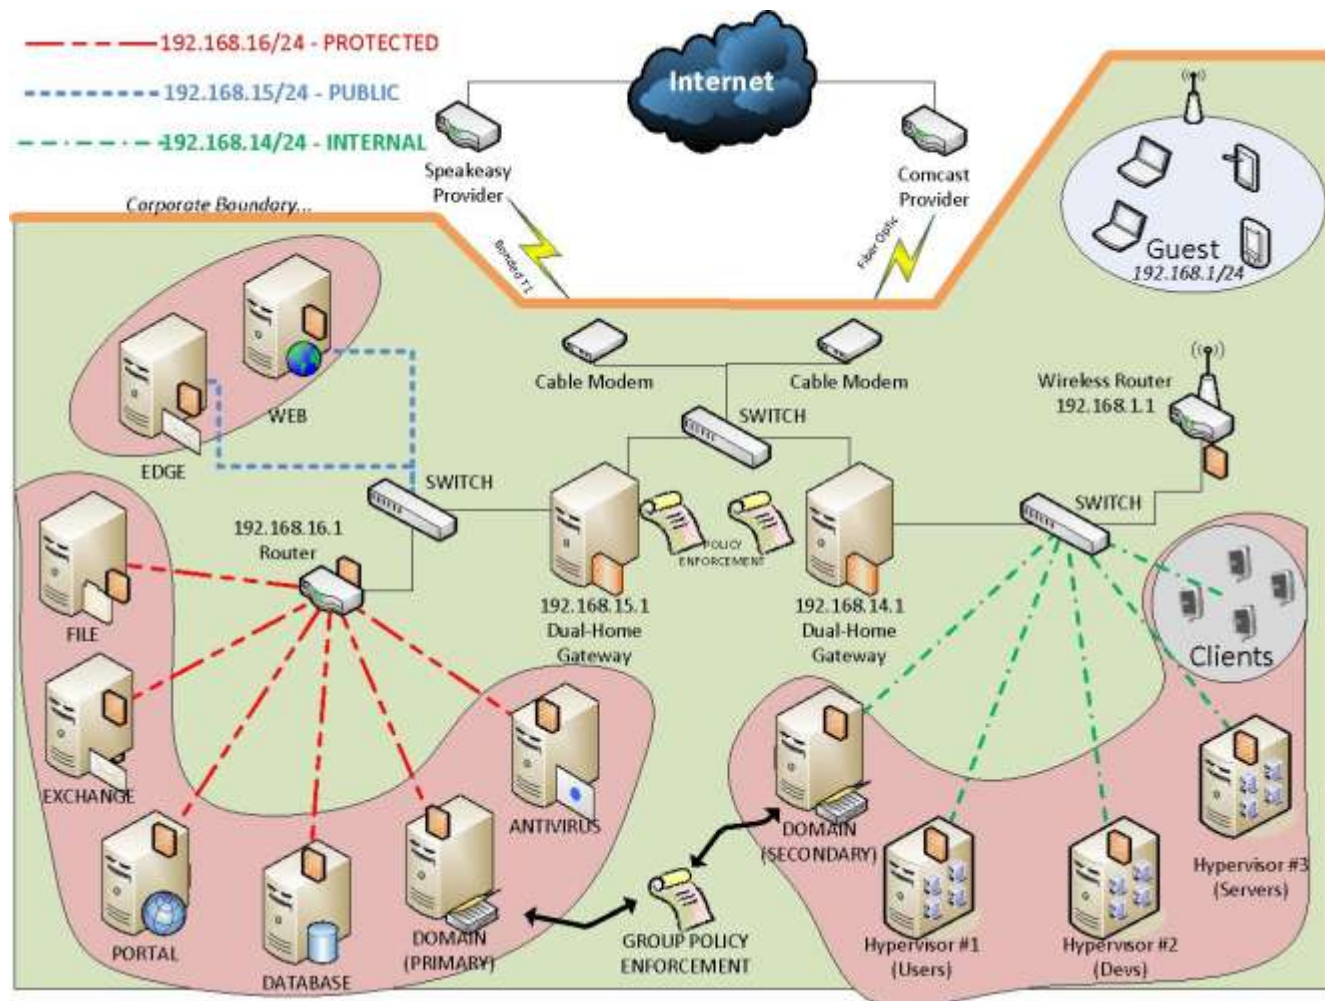 192.168.16/24 - PROTECTED
192.168.15/24 - PUBLIC
192.168.14/24 - INTERNAL
Internet
Speakeasy
Provider
Comcast
Provider
Corporate Boundary...
Bonded T1
Fiber Optic
Guest
192.168.1/24
Cable Modem
Cable Modem
Wireless Router
192.168.1.1
SWITCH
WEB
EDGE
SWITCH
SWITCH
192.168.16.1
Router
POLICY
ENFORCEMENT
192.168.15.1
Dual-Home
Gateway
192.168.14.1
Dual-Home
Gateway
FILE
Clients
EXCHANGE
ANTIVIRUS
DOMAIN
(SECONDARY)
Hypervisor #3
(Servers)
PORTAL
DATABASE
DOMAIN
(PRIMARY)
GROUP POLICY
ENFORCEMENT
Hypervisor #1
(Users)
Hypervisor #2
(Devs)